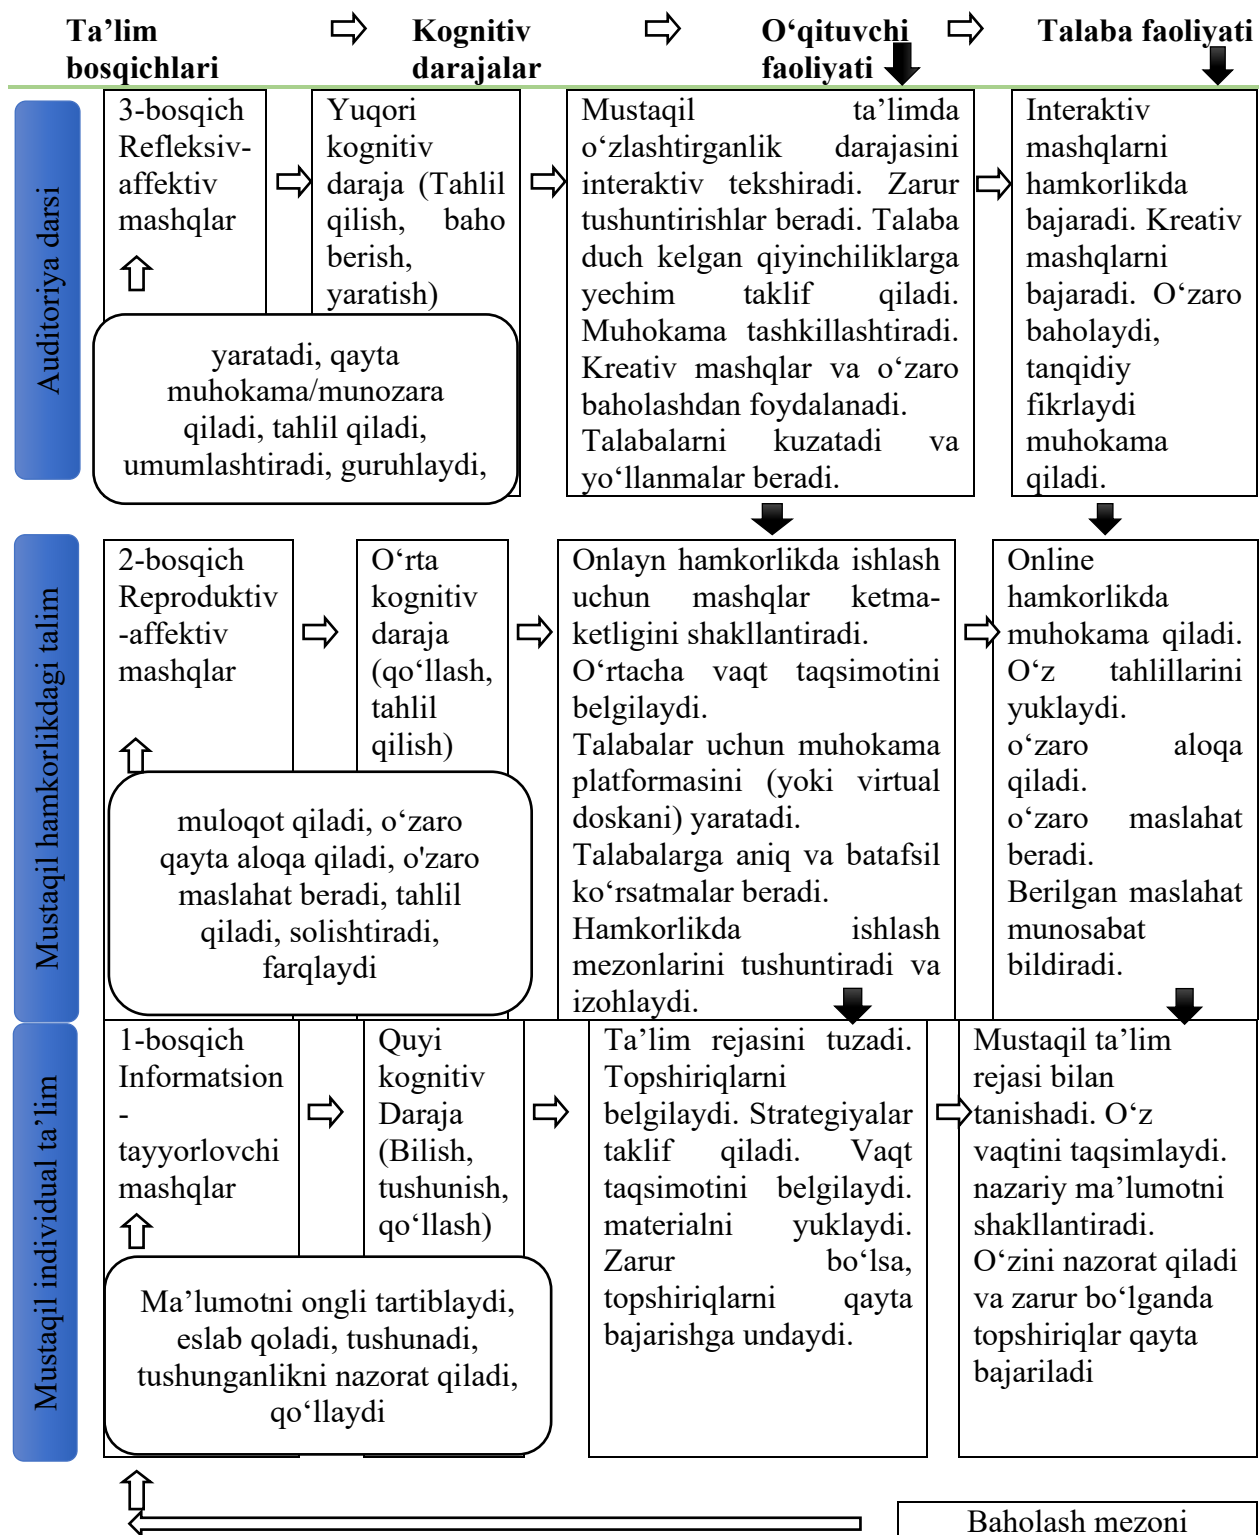 Ta’lim
bosqichlari
Kognitiv
darajalar
O‘qituvchi
faoliyati
Talaba faoliyati
Auditoriya darsi
3-bosqich
Refleksiv-
affektiv
mashqlar
Yuqori
kognitiv
daraja (Tahlil
qilish, baho
berish,
yaratish)
yaratadi, qayta
muhokama/munozara
qiladi, tahlil qiladi,
umumlashtiradi, guruhlaydi,
Mustaqil ta’limda
o‘zlashtirganlik darajasini
interaktiv tekshiradi. Zarur
tushuntirishlar beradi. Talaba
duch kelgan qiyinchiliklarga
yechim taklif qiladi.
Muhokama tashkillashtiradi.
Kreativ mashqlar va o‘zaro
baholashdan foydalanadi.
Talabalarni kuzatadi va
yo‘llanmalar beradi.
Interaktiv
mashqlarni
hamkorlikda
bajaradi. Kreativ
mashqlarni
bajaradi. O‘zaro
baholaydi,
tanqidiy
fikrlaydi
muhokama
qiladi.
Mustaqil hamkorlikdagi talim
2-bosqich
Reproduktiv
-affektiv
mashqlar
O‘rta
kognitiv
daraja
(qo‘llash,
tahlil
qilish)
muloqot qiladi, o‘zaro
qayta aloqa qiladi, o'zaro
maslahat beradi, tahlil
qiladi, solishtiradi,
farqlaydi
Onlayn hamkorlikda ishlash
uchun mashqlar ketma-
ketligini shakllantiradi.
O‘rtacha vaqt taqsimotini
belgilaydi.
Talabalar uchun muhokama
platformasini (yoki virtual
doskani) yaratadi.
Talabalarga aniq va batafsil
ko‘rsatmalar beradi.
Hamkorlikda ishlash
mezonlarini tushuntiradi va
izohlaydi.
Online
hamkorlikda
muhokama qiladi.
O‘z tahlillarini
yuklaydi.
o‘zaro aloqa
qiladi.
o‘zaro maslahat
beradi.
Berilgan maslahat
munosabat
bildiradi.
Mustaqil individual ta’lim
1-bosqich
Informatsion
-
tayyorlovchi
mashqlar
Quyi
kognitiv
Daraja
(Bilish,
tushunish,
qo‘llash)
Ma’lumotni ongli tartiblaydi,
eslab qoladi, tushunadi,
tushunganlikni nazorat qiladi,
qo‘llaydi
Ta’lim rejasini tuzadi.
Topshiriqlarni
belgilaydi. Strategiyalar
taklif qiladi. Vaqt
taqsimotini belgilaydi.
materialni yuklaydi.
Zarur bo‘lsa,
topshiriqlarni qayta
bajarishga undaydi.
Mustaqil ta’lim
rejasi bilan
tanishadi. O‘z
vaqtini taqsimlaydi.
nazariy ma’lumotni
shakllantiradi.
O‘zini nazorat qiladi
va zarur bo‘lganda
topshiriqlar qayta
bajariladi
Baholash mezoni